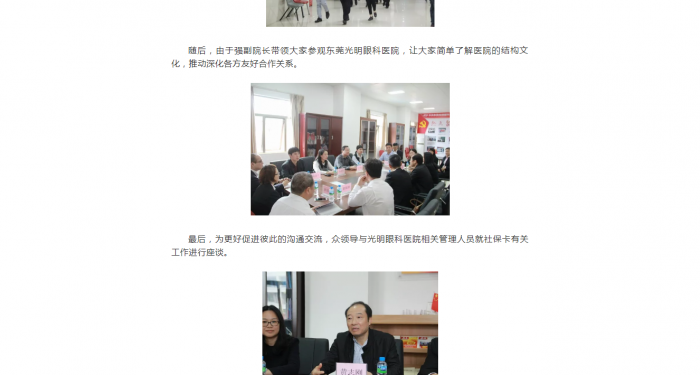 随后，由于强副院长带领大家参观东莞光明眼科医院，让大家简单了解医院的结构文
化，推动深化各方友好合作关系。
最后，为更好促进彼此的沟通交流，众领导与光明眼科医院相关管理人员就社保卡有关
工作进行座谈。